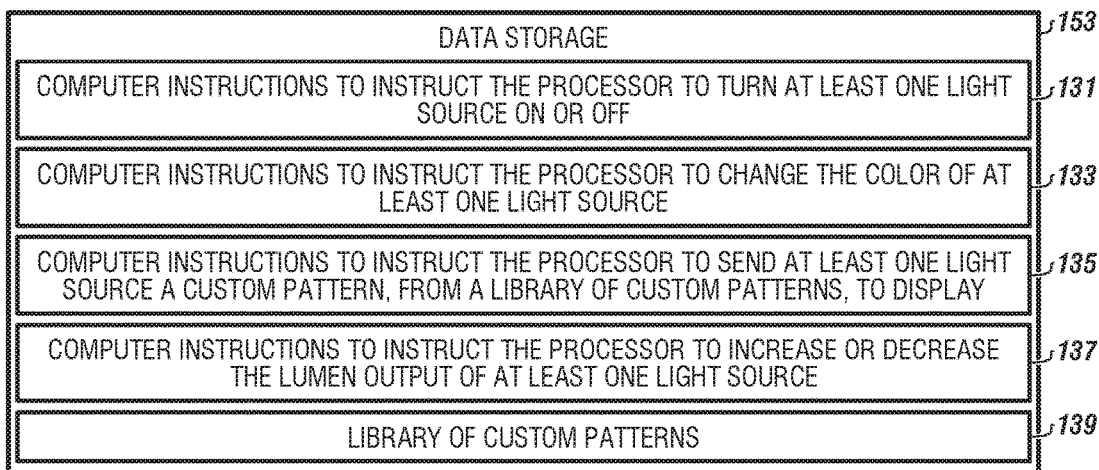 DATA STORAGE
153
COMPUTER INSTRUCTIONS TO INSTRUCT THE PROCESSOR TO TURN AT LEAST ONE LIGHT
SOURCE ON OR OFF
131
COMPUTER INSTRUCTIONS TO INSTRUCT THE PROCESSOR TO CHANGE THE COLOR OF AT
LEAST ONE LIGHT SOURCE
133
COMPUTER INSTRUCTIONS TO INSTRUCT THE PROCESSOR TO SEND AT LEAST ONE LIGHT
SOURCE A CUSTOM PATTERN, FROM A LIBRARY OF CUSTOM PATTERNS, TO DISPLAY
135
COMPUTER INSTRUCTIONS TO INSTRUCT THE PROCESSOR TO INCREASE OR DECREASE
THE LUMEN OUTPUT OF AT LEAST ONE LIGHT SOURCE
137
LIBRARY OF CUSTOM PATTERNS
139